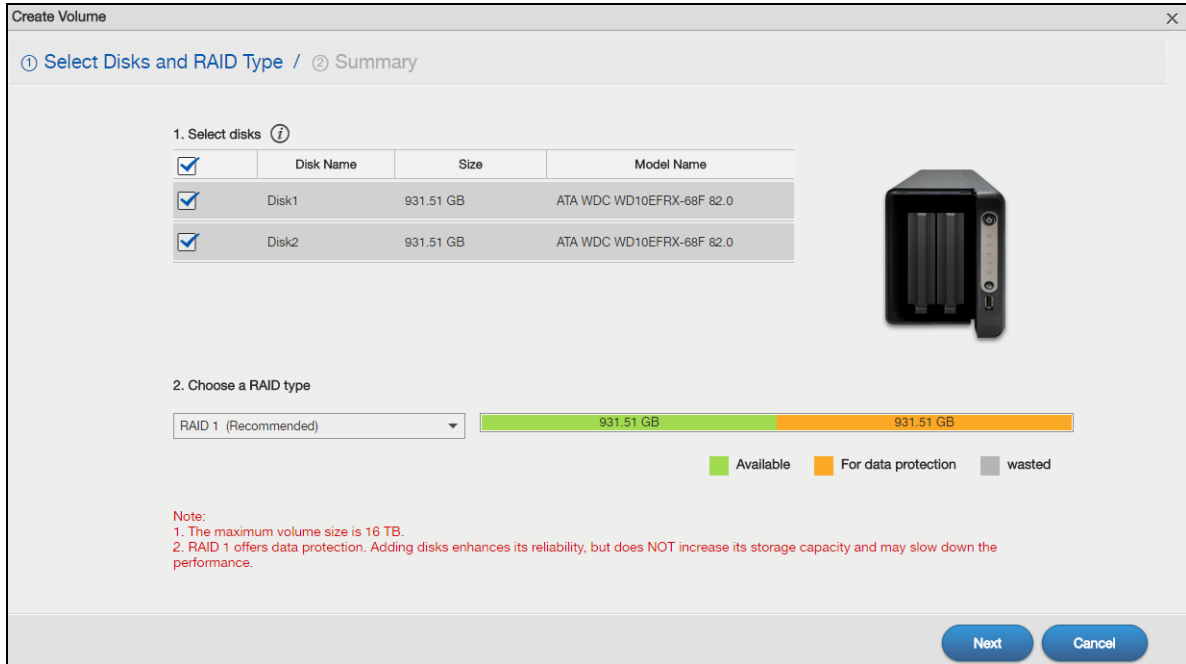 Create Volume
① Select Disks and RAID Type / ② Summary
1. Select disks
Disk Name Size Model Name
Disk1 931.51 GB ATA WDC WD10EFRX-68F 82.0
Disk2 931.51 GB ATA WDC WD10EFRX-68F 82.0
2. Choose a RAID type
RAID 1 (Recommended) 931.51 GB 931.51 GB
Available For data protection wasted
Note:
1. The maximum volume size is 16 TB.
2. RAID 1 offers data protection. Adding disks enhances its reliability, but does NOT increase its storage capacity and may slow down the
performance.
Next Cancel